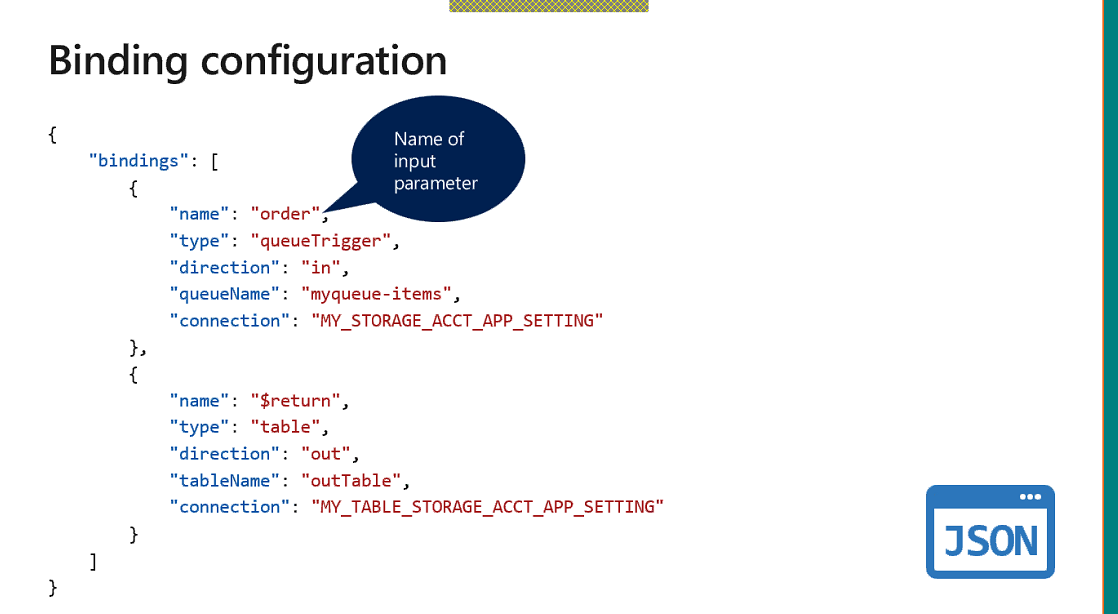 Binding configuration
Name of
input
parameter
{
"bindings": [
{
"name": "order",
"type": "queueTrigger",
"direction": "in",
"queueName": "myqueue-items",
"connection": "MY_STORAGE_ACCT_APP_SETTING"
},
{
"name": "$return",
"type": "table",
"direction": "out",
"tableName": "outTable",
"connection": "MY_TABLE_STORAGE_ACCT_APP_SETTING"
}
]
}
JSON